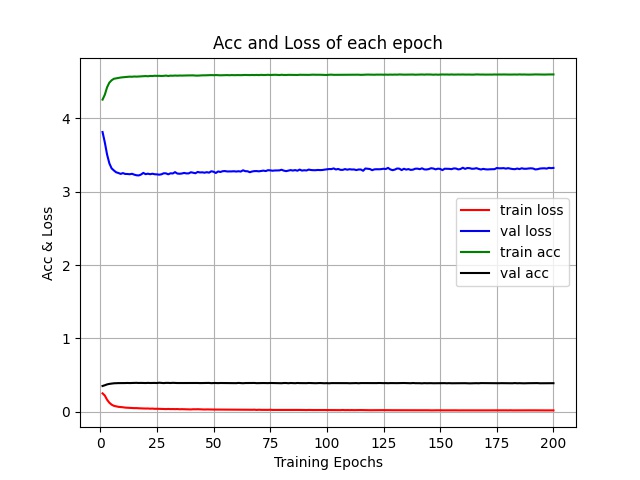 Acc and Loss of each epoch
Acc & Loss
4
3
2
1
0
train loss
val loss
train acc
val acc
0 25 50 75 100 125 150 175 200
Training Epochs